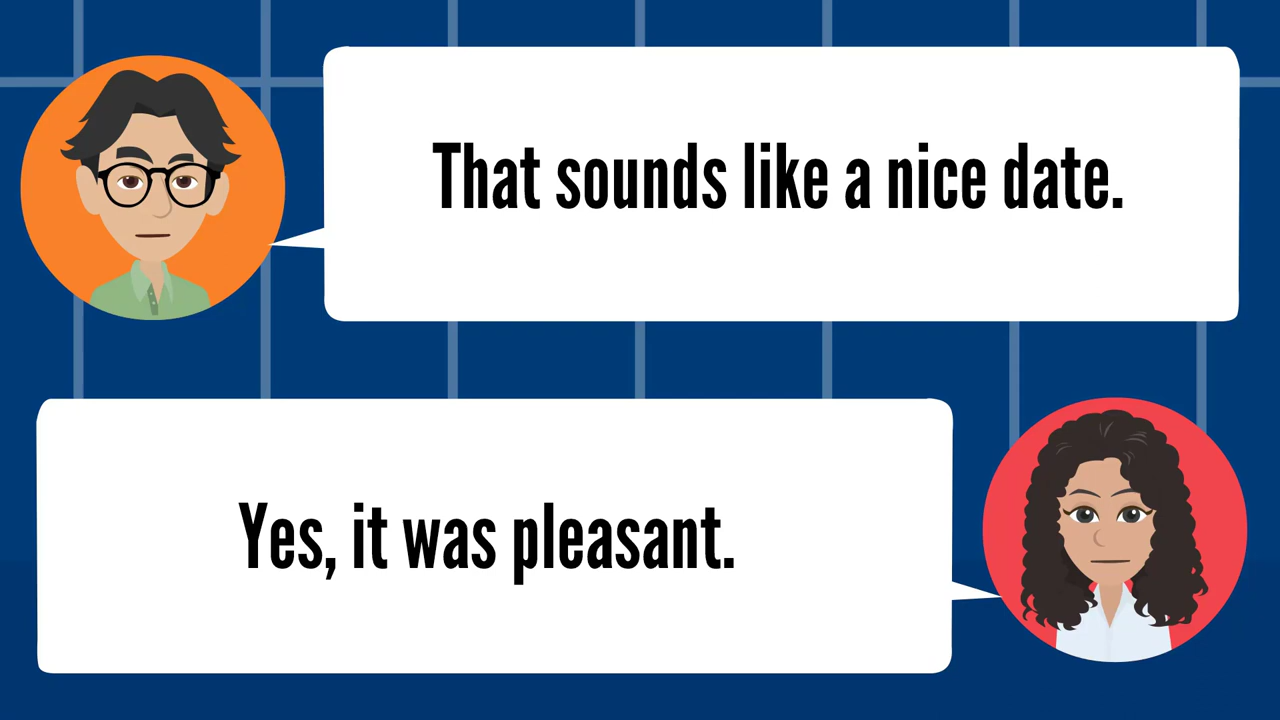 That sounds like a nice date.
Yes, it was pleasant.